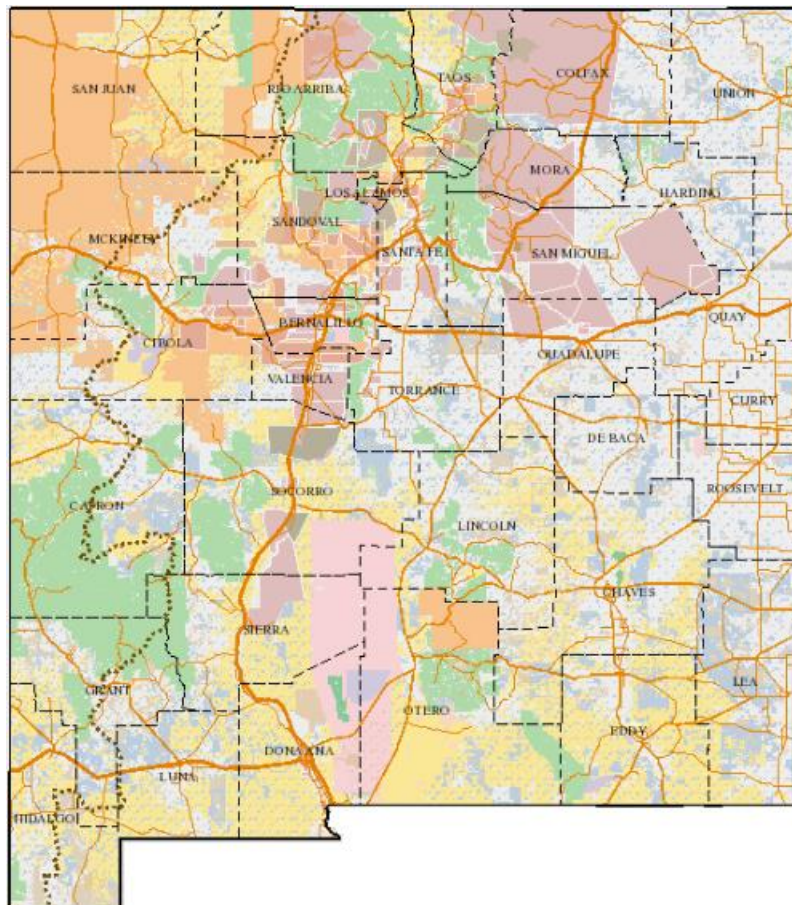 TAOS
COLFAX
SAN JUAN
RIO ARRIBA
UNION
MORA
LOS ALAMOS
HARDING
SANDOVAL
MCKINLEY
SANTA FE
SAN MIGUEL
QUAY
BERNALILLO
CIBOLA
GUADALUPE
VALENCIA
TORRANCE
CURRY
DE BACA
SOCORRO
ROOSEVELT
CATRON
LINCOLN
CHAVES
SIERRA
LEA
GRANT
OTERO
EDDY
DONA ANA
LUNA
HIDALGO